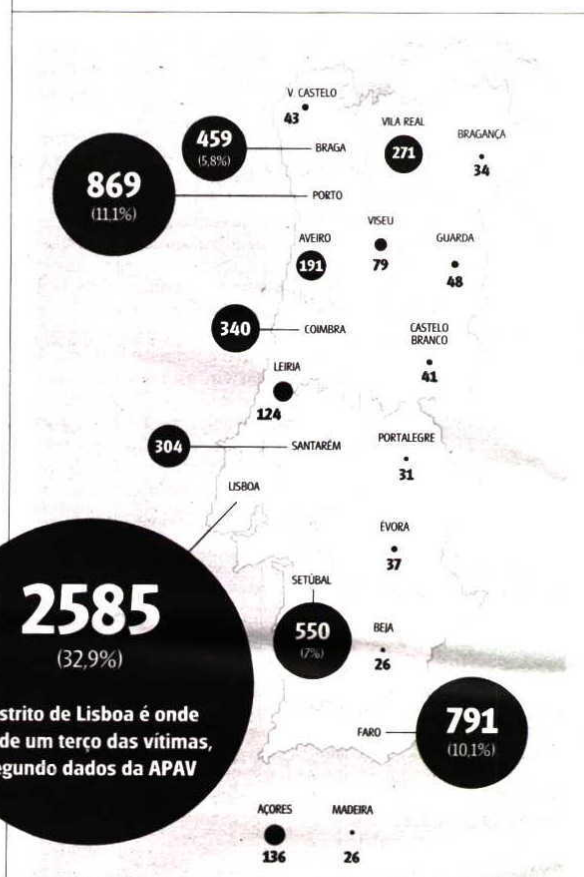 V CASTELO
43
459
(5,8%)
BRAGA
VILA REAL
271
BRAGANÇA
34
869
(11,1%)
PORTO
AVEIRO
191
VISEU
79
GUARDA
48
340
COIMBRA
CASTELO
BRANCO
41
LEIRIA
124
304
SANTARÉM
PORTALEGRE
31
LISBOA
ÉVORA
37
2585
(32,9%)
strito de Lisboa é onde
de um terço das vítimas,
egundo dados da APAV
SETÚBAL
550
(7%)
BEJA
26
FARO
791
(10,1%)
AÇORES
136
MADEIRA
26